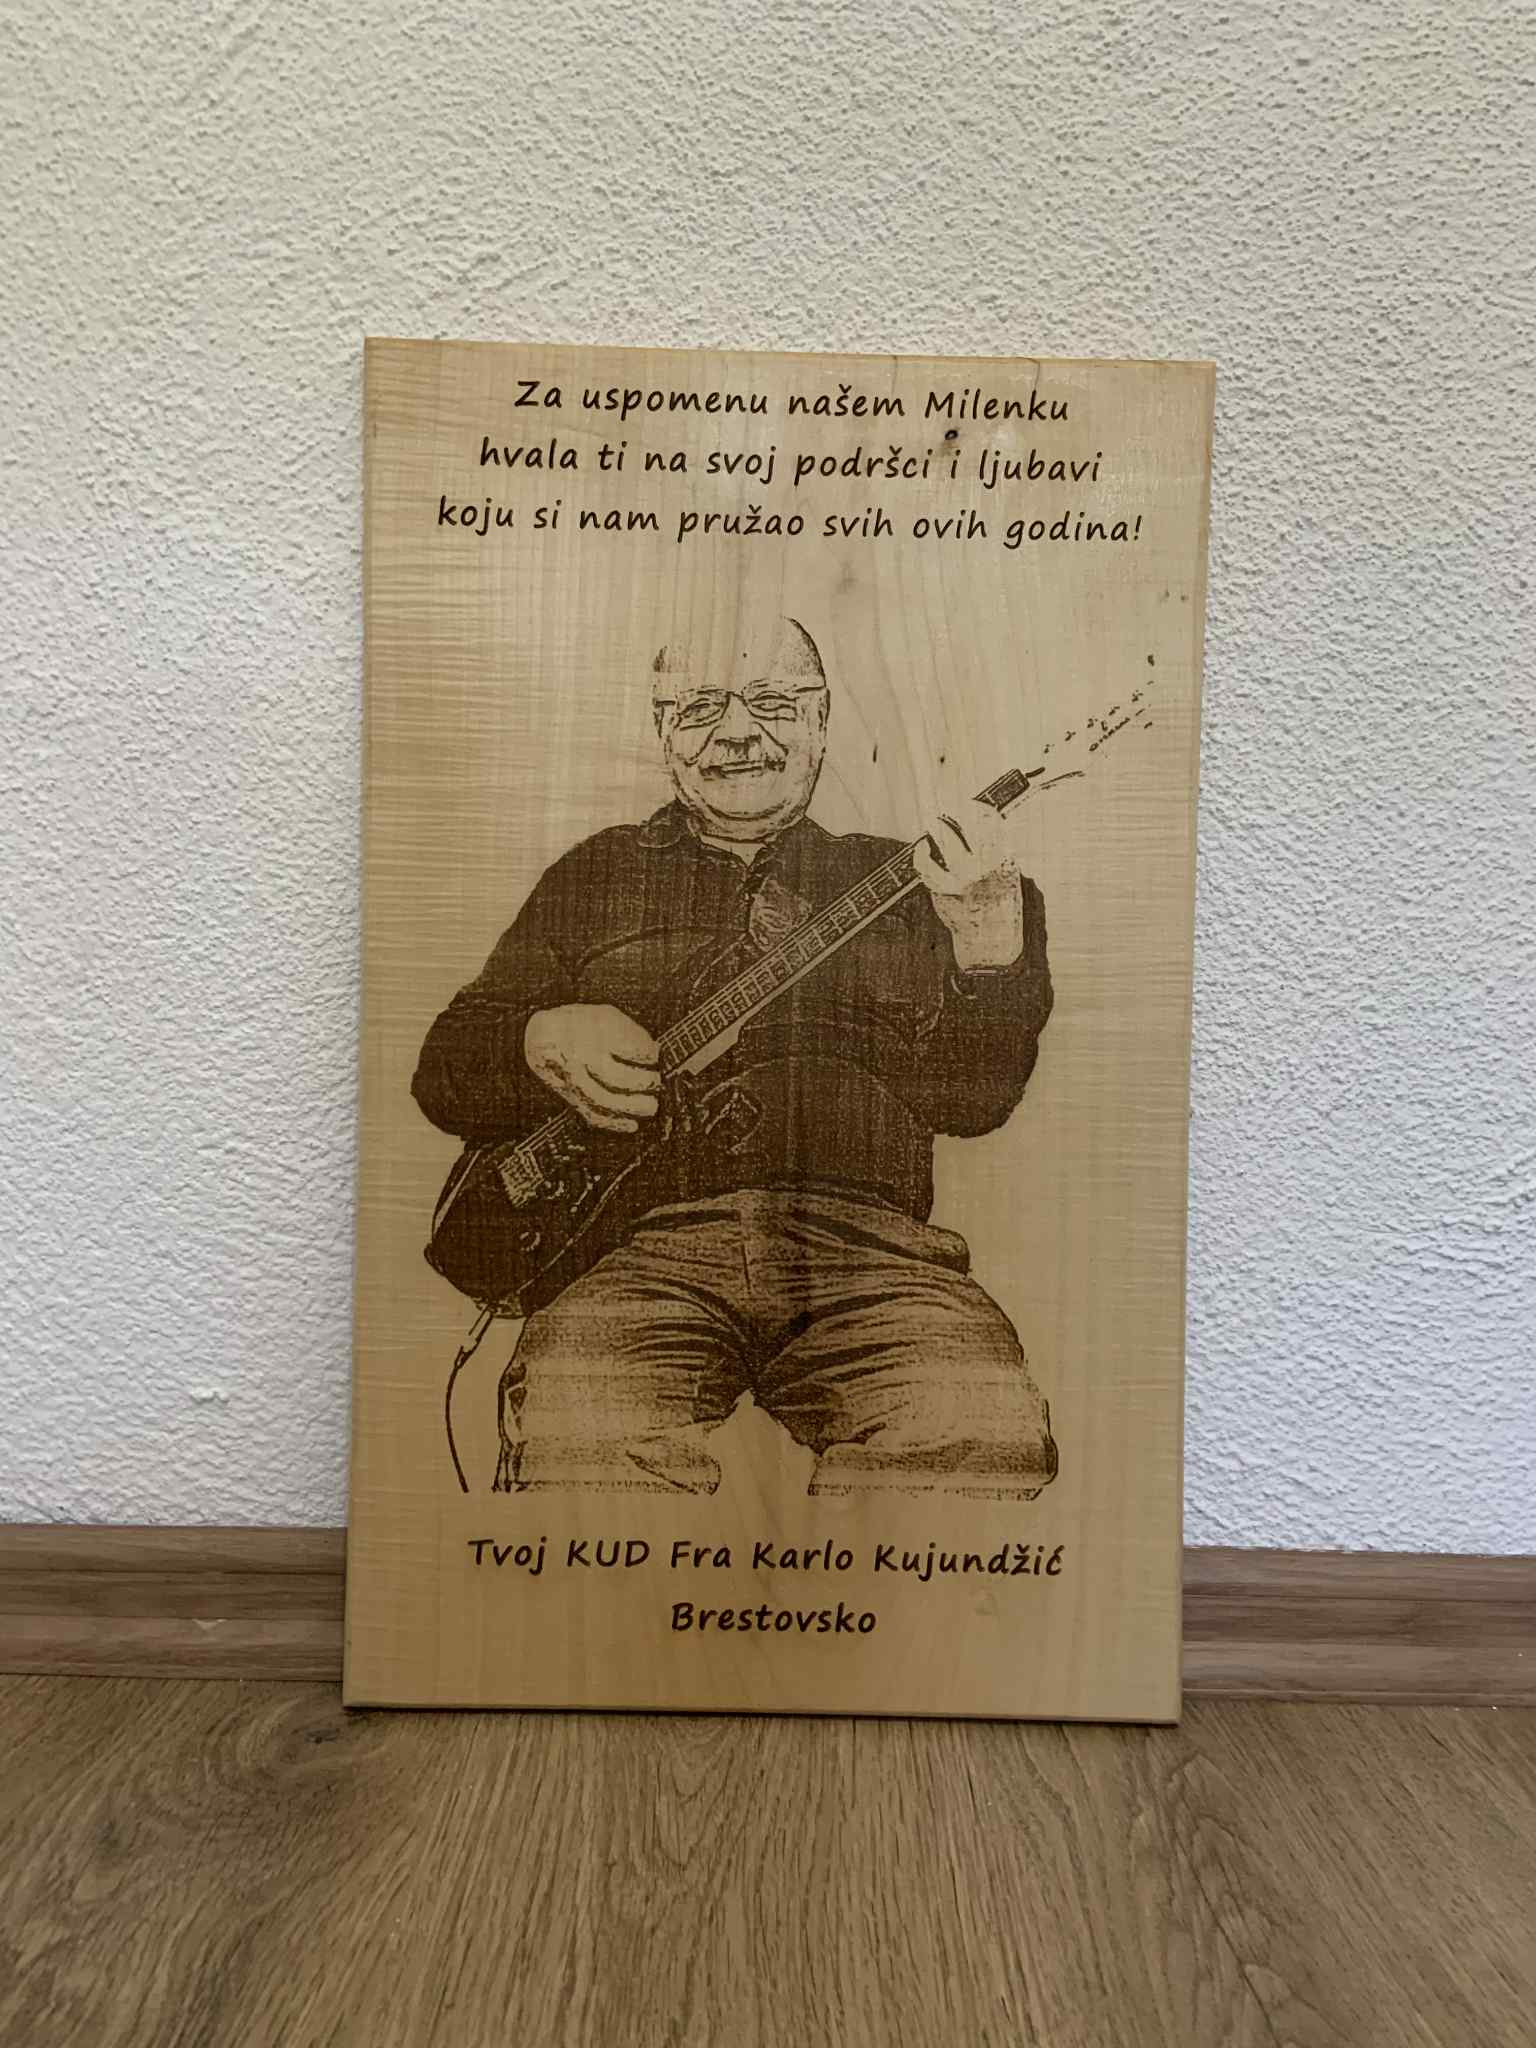 Za uspomenu našem Milenku
hvala ti na svoj podršci i ljubavi
koju si nam pružao svih ovih godina!
Tvoj KUD Fra Karlo Kujundžić
Brestovsko